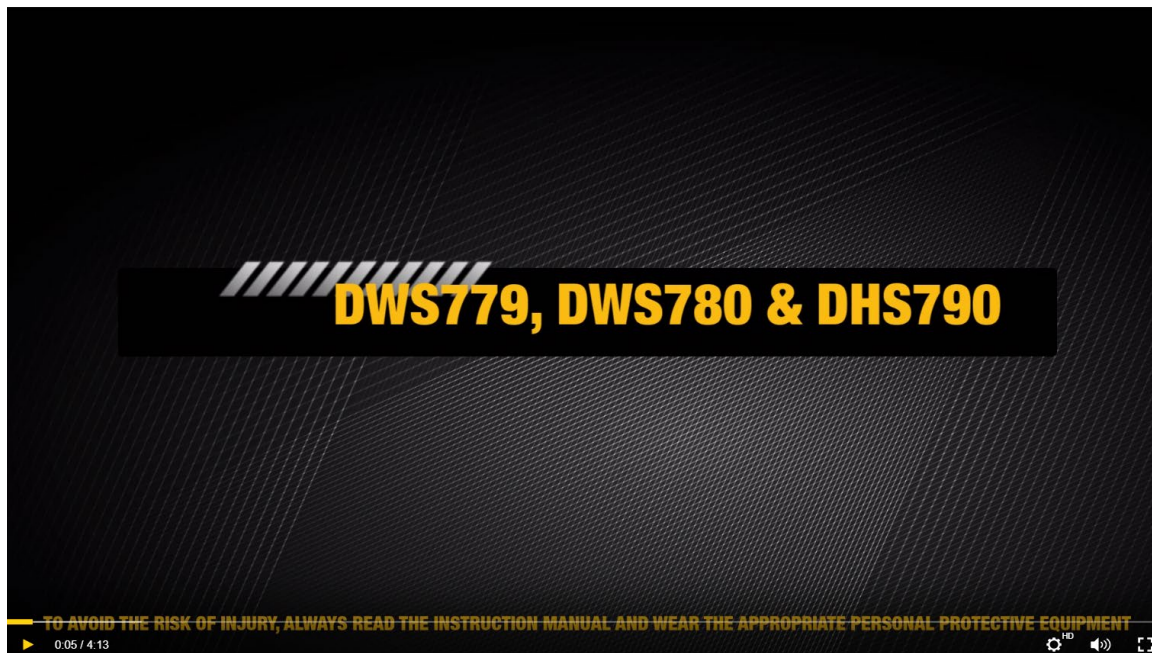 DWS779, DWS780 & DHS790
TO AVOID THE RISK OF INJURY, ALWAYS READ THE INSTRUCTION MANUAL AND WEAR THE APPROPRIATE PERSONAL PROTECTIVE EQUIPMENT
0:05 / 4:13
HD